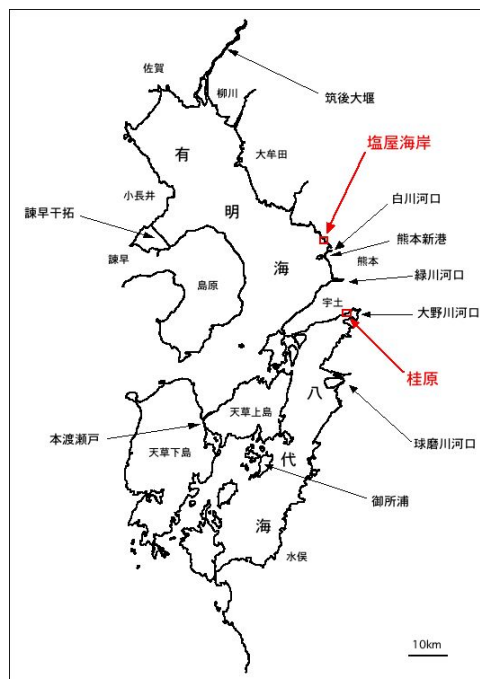 佐賀
柳川
筑後大堰
有
大牟田
塩屋海岸
小長井
明
白川河口
諫早干拓
熊本新港
諫早
海
熊本
島原
緑川河口
宇土
大野川河口
桂原
八
天草上島
本渡瀬戸
天草下島
球磨川河口
代
御所浦
海
水俣
10km